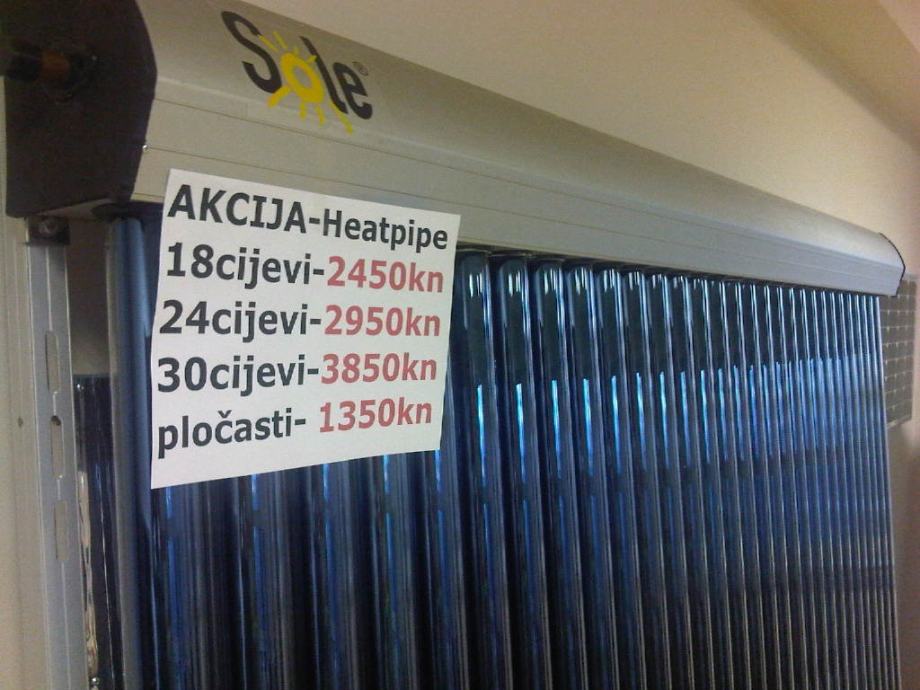 Sole®
AKCIJA-Heatpipe
18cijevi-2450kn
24cijevi-2950kn
30cijevi-3850kn
pločasti- 1350kn